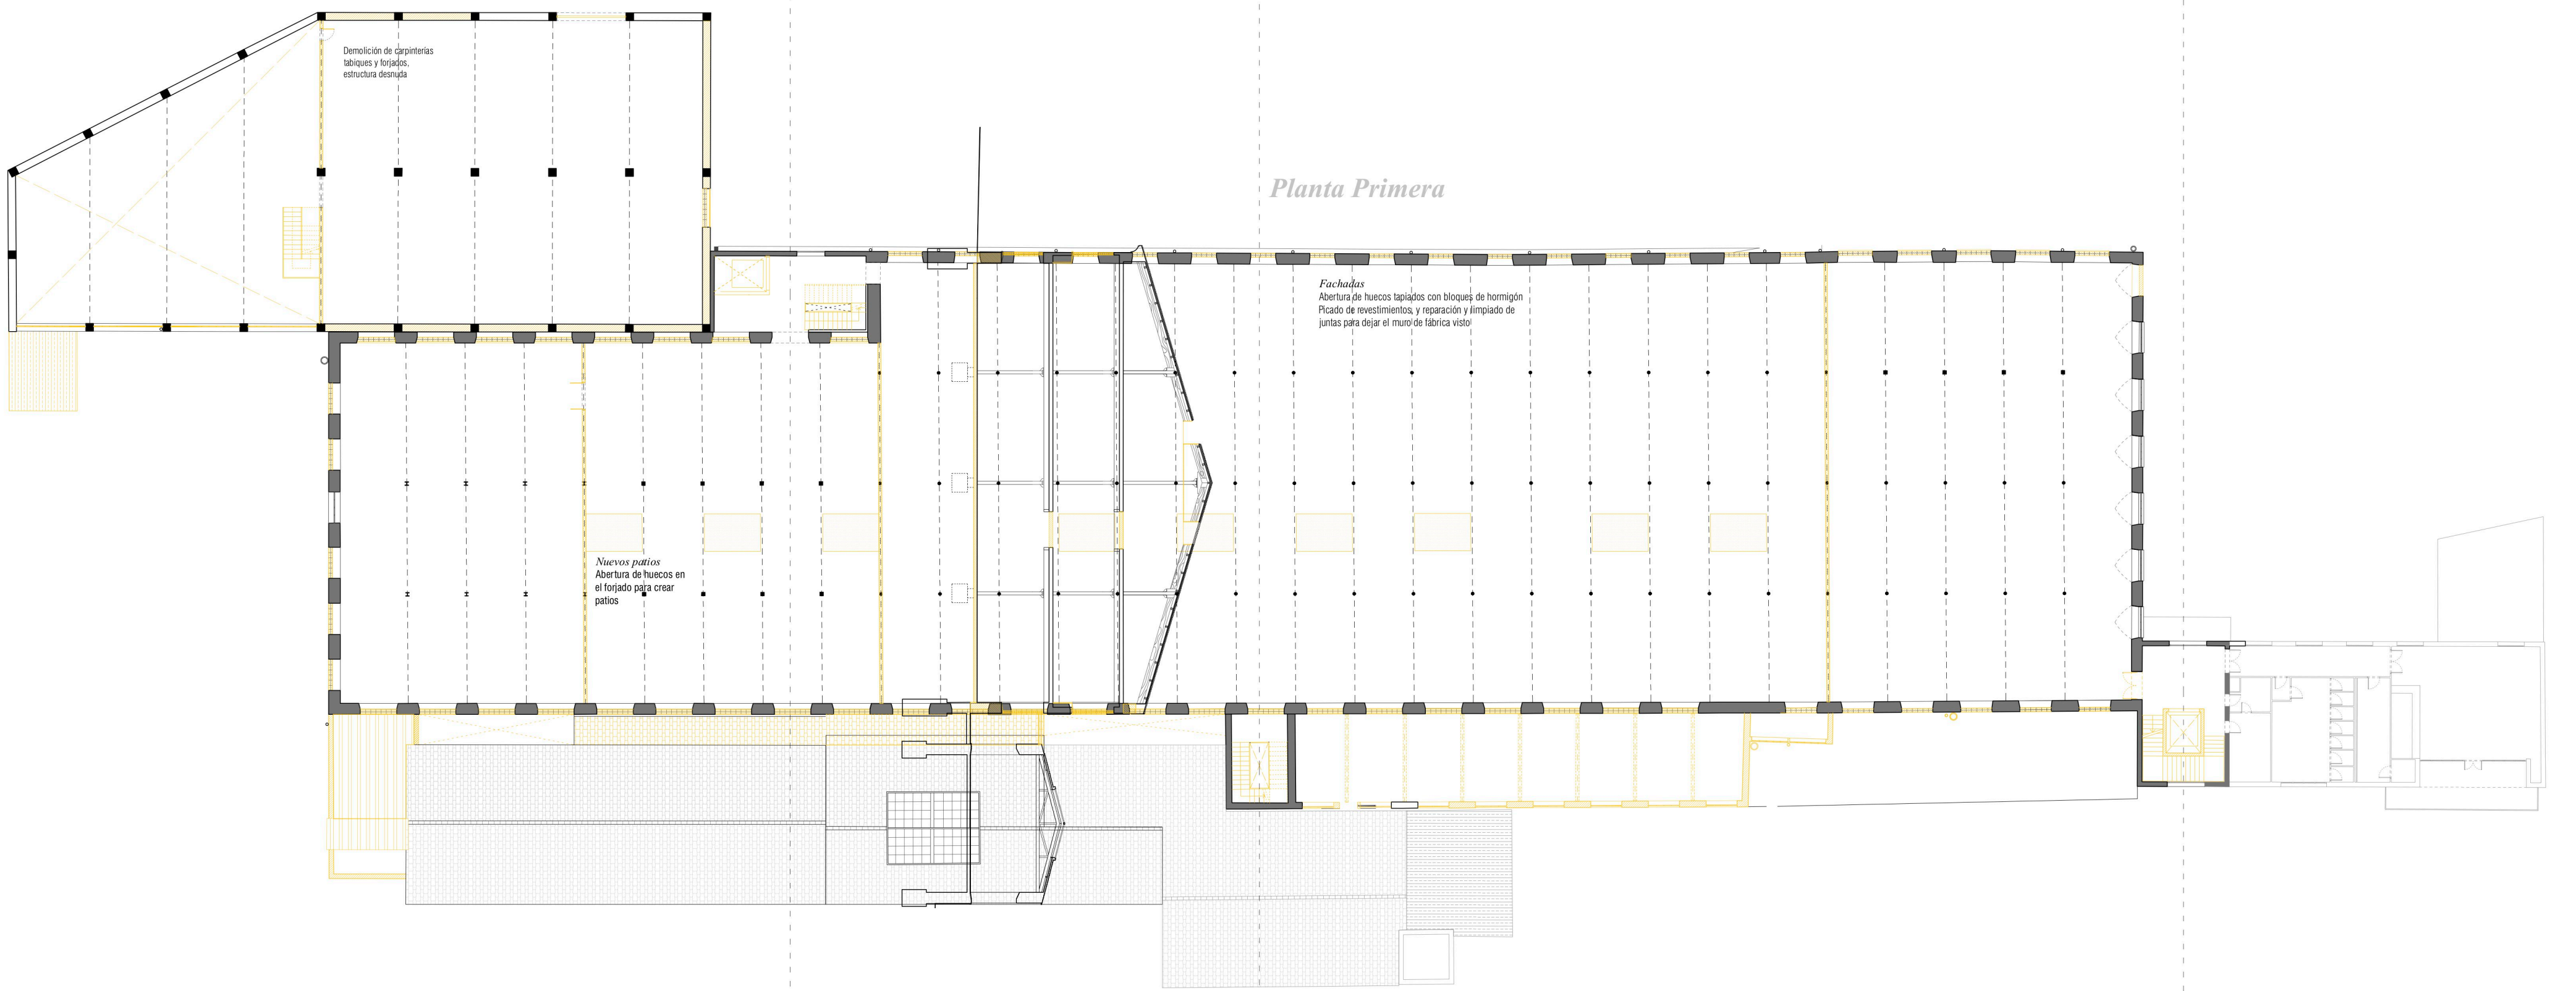 Demolición de carpinterías
tabiques y forjados,
estructura desnuda
Planta Primera
Fachadas
Abertura de huecos tapiados con bloques de hormigón
Picado de revestimientos, y reparación y limpiado de
juntas para dejar el muro de fábrica visto
Nuevos patios
Abertura de huecos en
el forjado para crear
patios